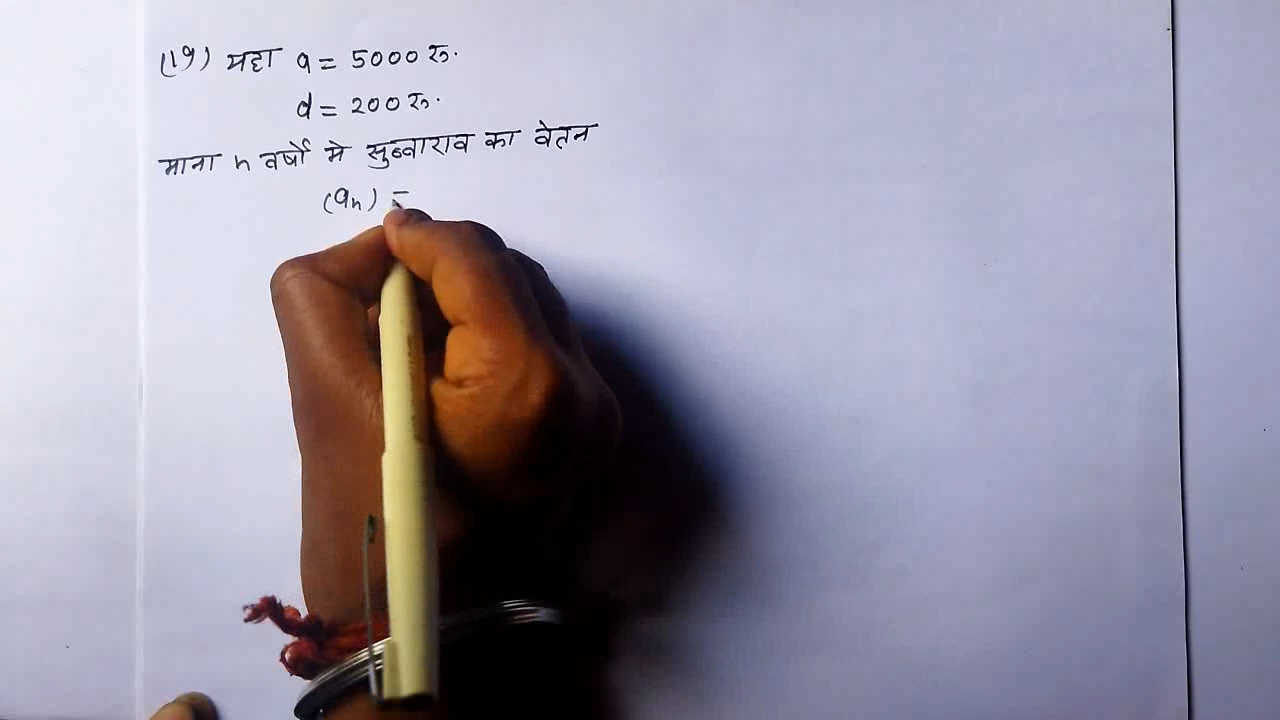 (19) यहा a = 5000 रु.
d = 200 रु.
माना n वर्षों मे सुब्बाराव का वेतन
(an) =